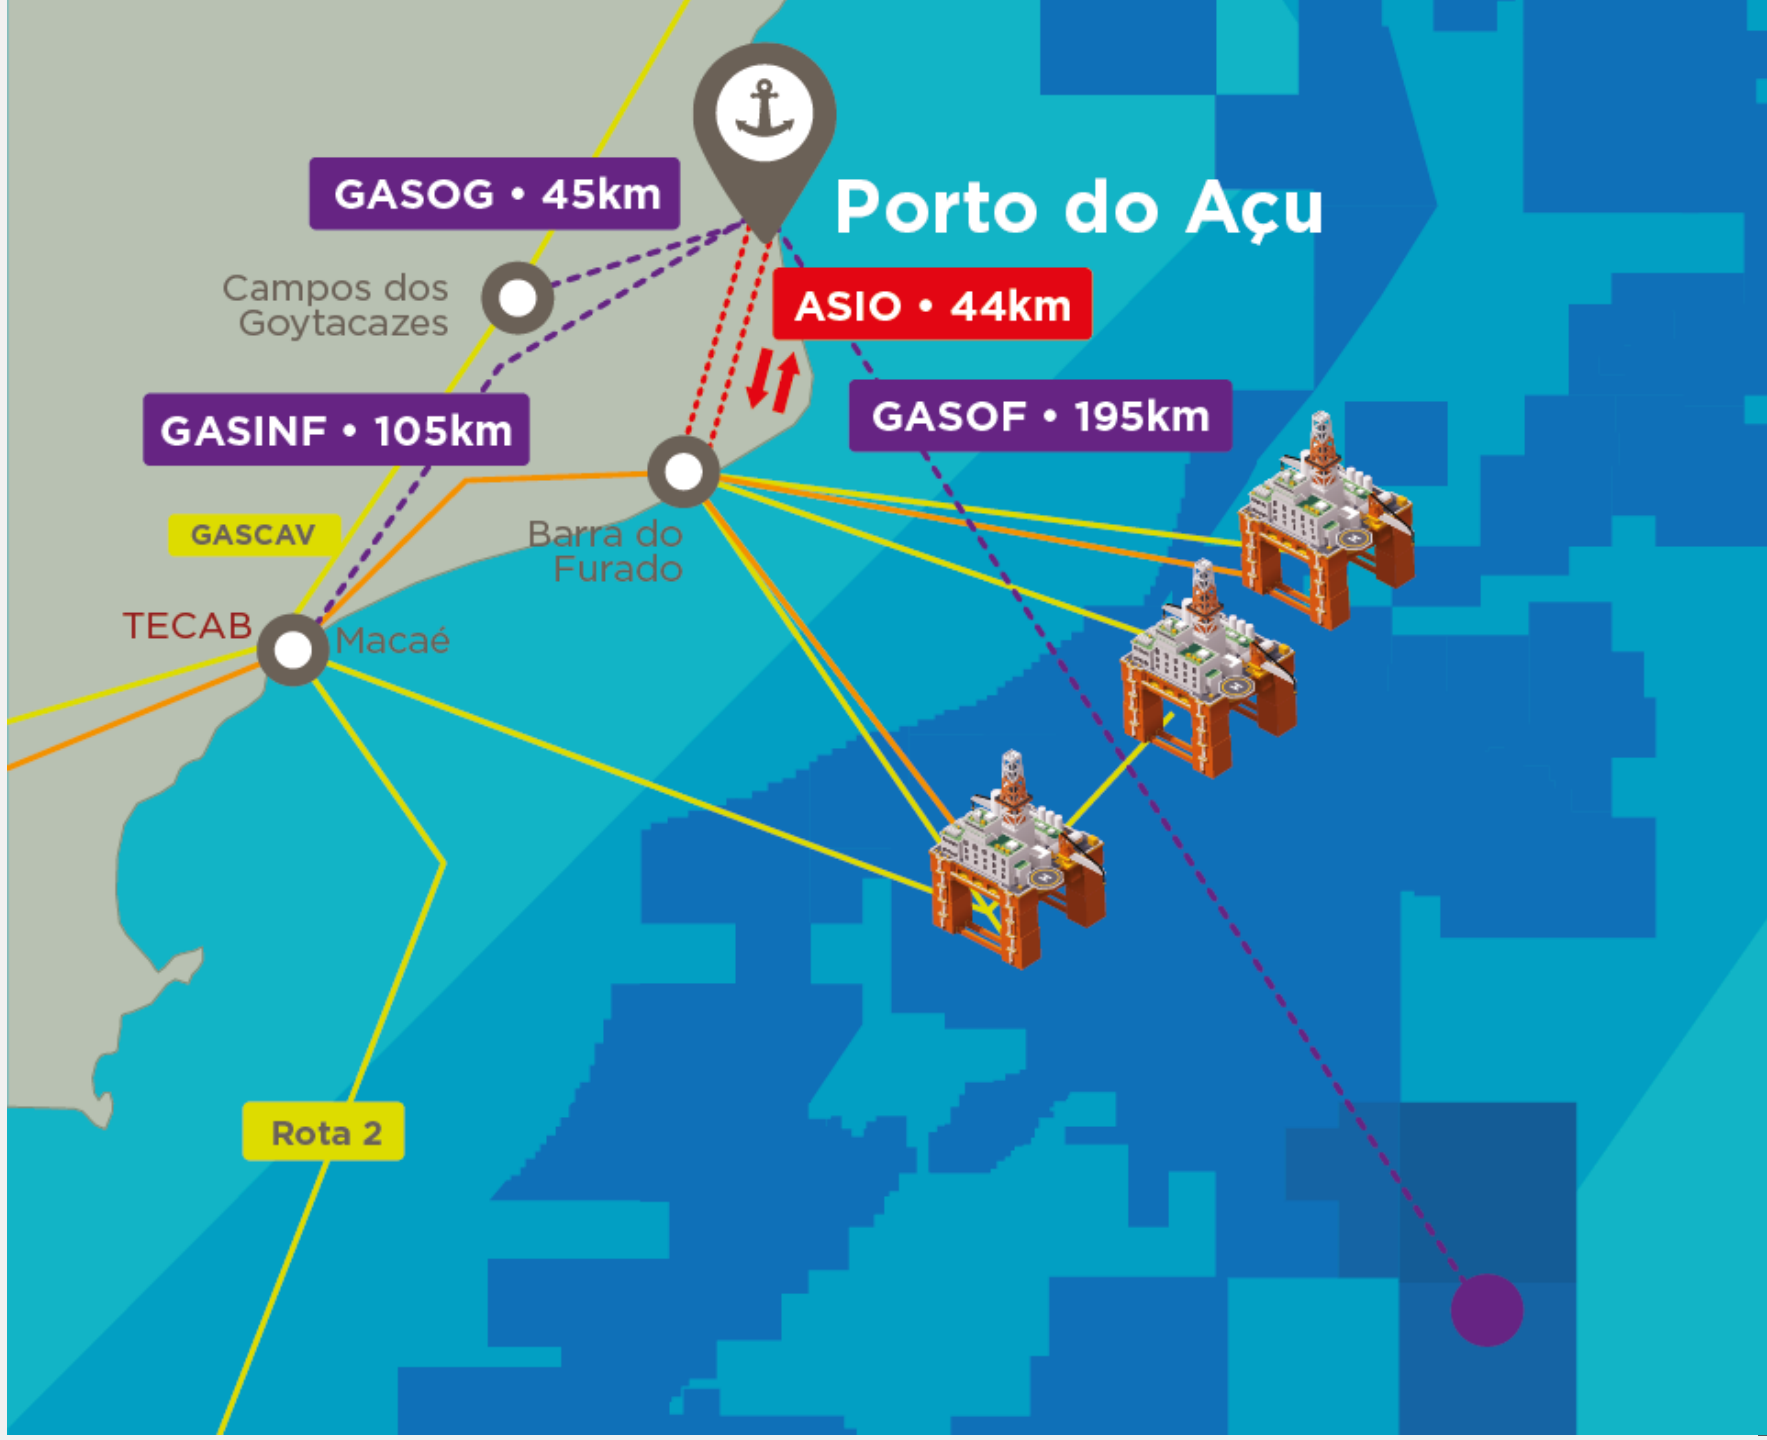 GASOG • 45km
Porto do Açu
Campos dos
Goytacazes
ASIO • 44km
GASINF • 105km
GASOF • 195km
GASCAV
Barra do
Furado
TECAB
Macaé
Rota 2
H
H
H